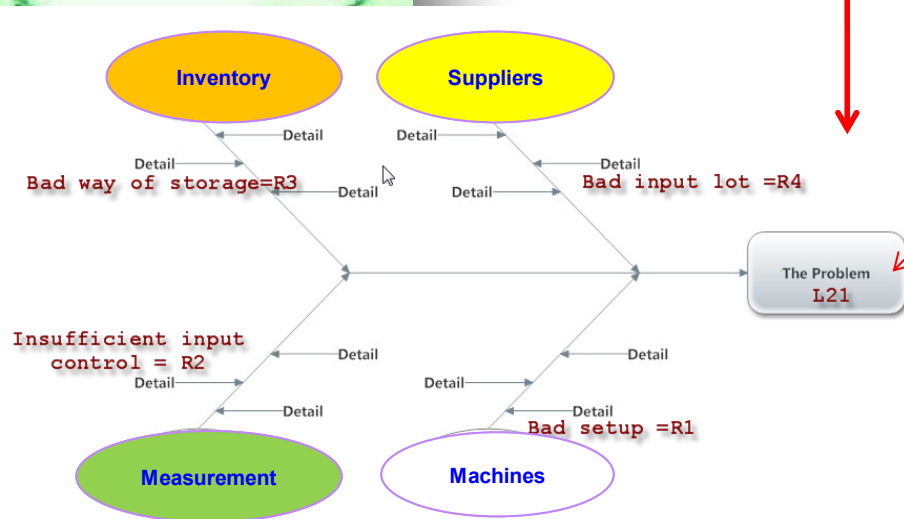 Inventory
Suppliers
Detail
Detail
Detail
Detail
Bad way of storage=R3
Bad input lot =R4
Detail
Detail
The Problem
L21
Insufficient input
control = R2
Detail
Detail
Detail
Detail
Detail
Detail
Bad setup =R1
Measurement
Machines